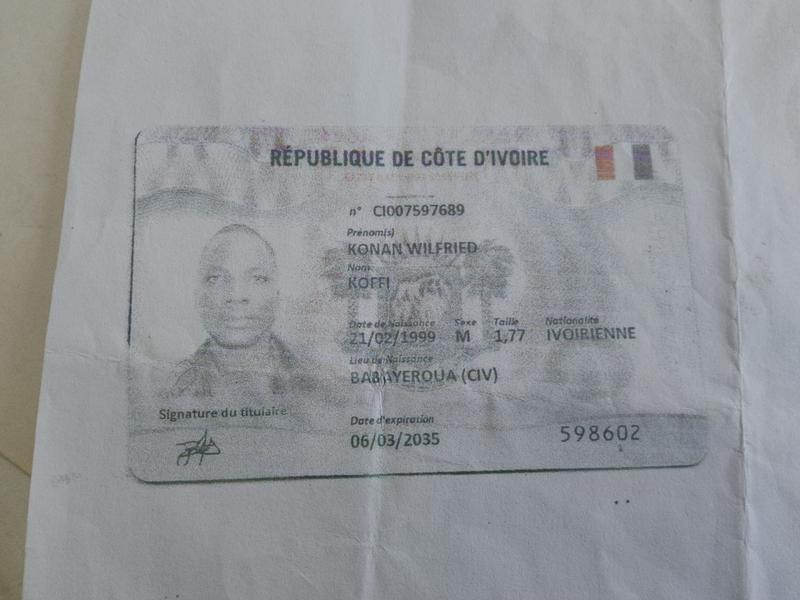 RÉPUBLIQUE DE CÔTE D'IVOIRE
n° CI007597689
Prénom(s)
KONAN WILFRIED
Nom
KOFFI
Date de Naissance Sexe Taille Nationalité
21/02/1999 M 1,77 IVOIRIENNE
Lieu de Naissance
(CIV)
Signature du titulaire
Date d'expiration
06/03/2035
598602